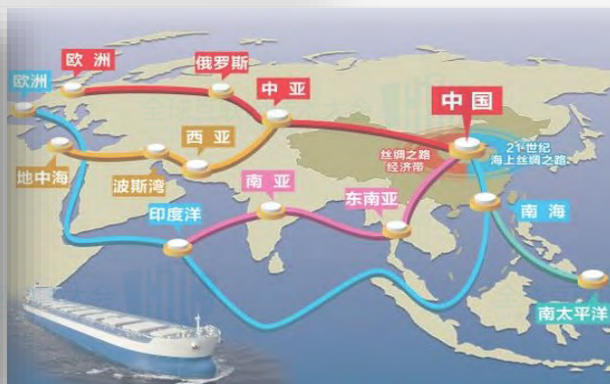 欧洲
欧洲
俄罗斯
中亚
中国
地中海
波斯湾
西亚
丝绸之路
经济带
21 世纪
海上丝绸之路
印度洋
南亚
东南亚
南海
南太平洋